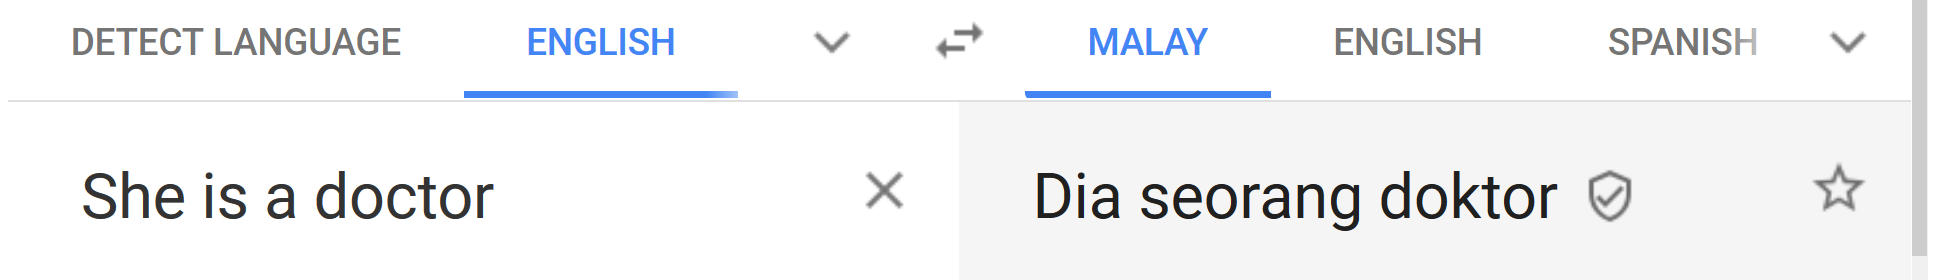 DETECT LANGUAGE ENGLISH MALAY ENGLISH SPANISH
She is a doctor
Dia seorang doktor